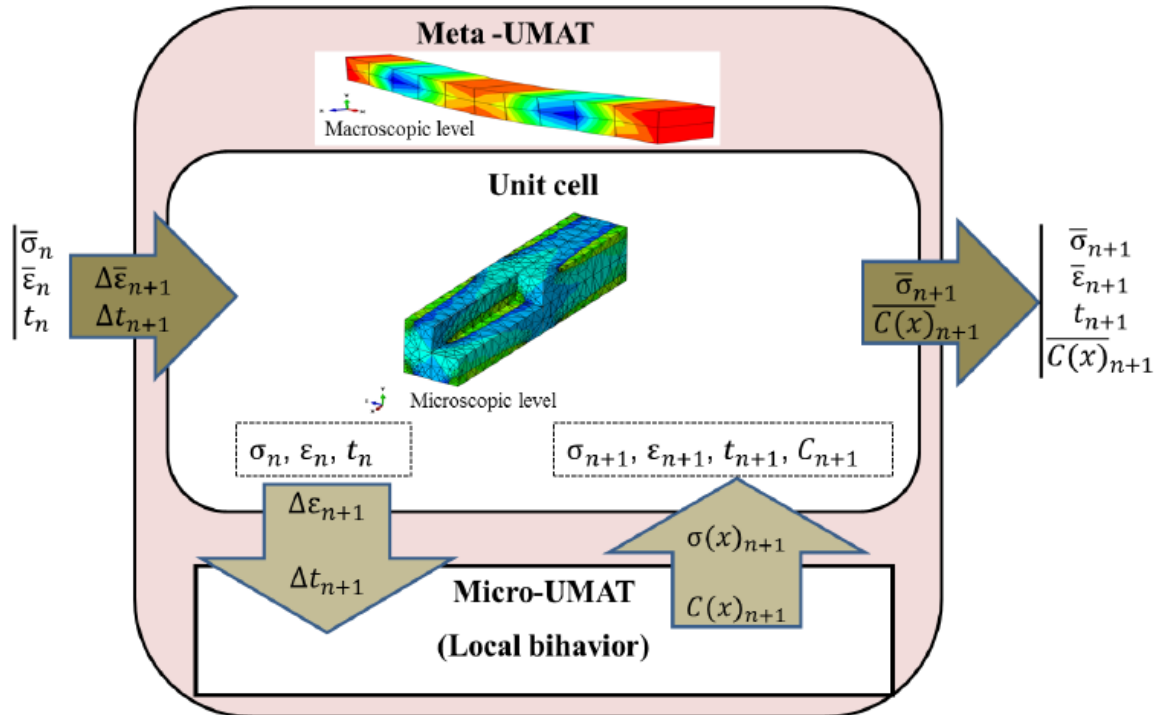 Meta -UMAT
Macroscopic level
Unit cell
Microscopic level
σ̅ₙ
ε̅ₙ
tₙ
Δε̅ₙ₊₁
Δtₙ₊₁
σ̅ₙ₊₁
C̅(̅x̅)̅ₙ₊₁
σ̅ₙ₊₁
ε̅ₙ₊₁
tₙ₊₁
C̅(̅x̅)̅ₙ₊₁
σₙ, εₙ, tₙ
σₙ₊₁, εₙ₊₁, tₙ₊₁, Cₙ₊₁
Δεₙ₊₁
Δtₙ₊₁
σ(x)ₙ₊₁
C(x)ₙ₊₁
Micro-UMAT
(Local bihavior)